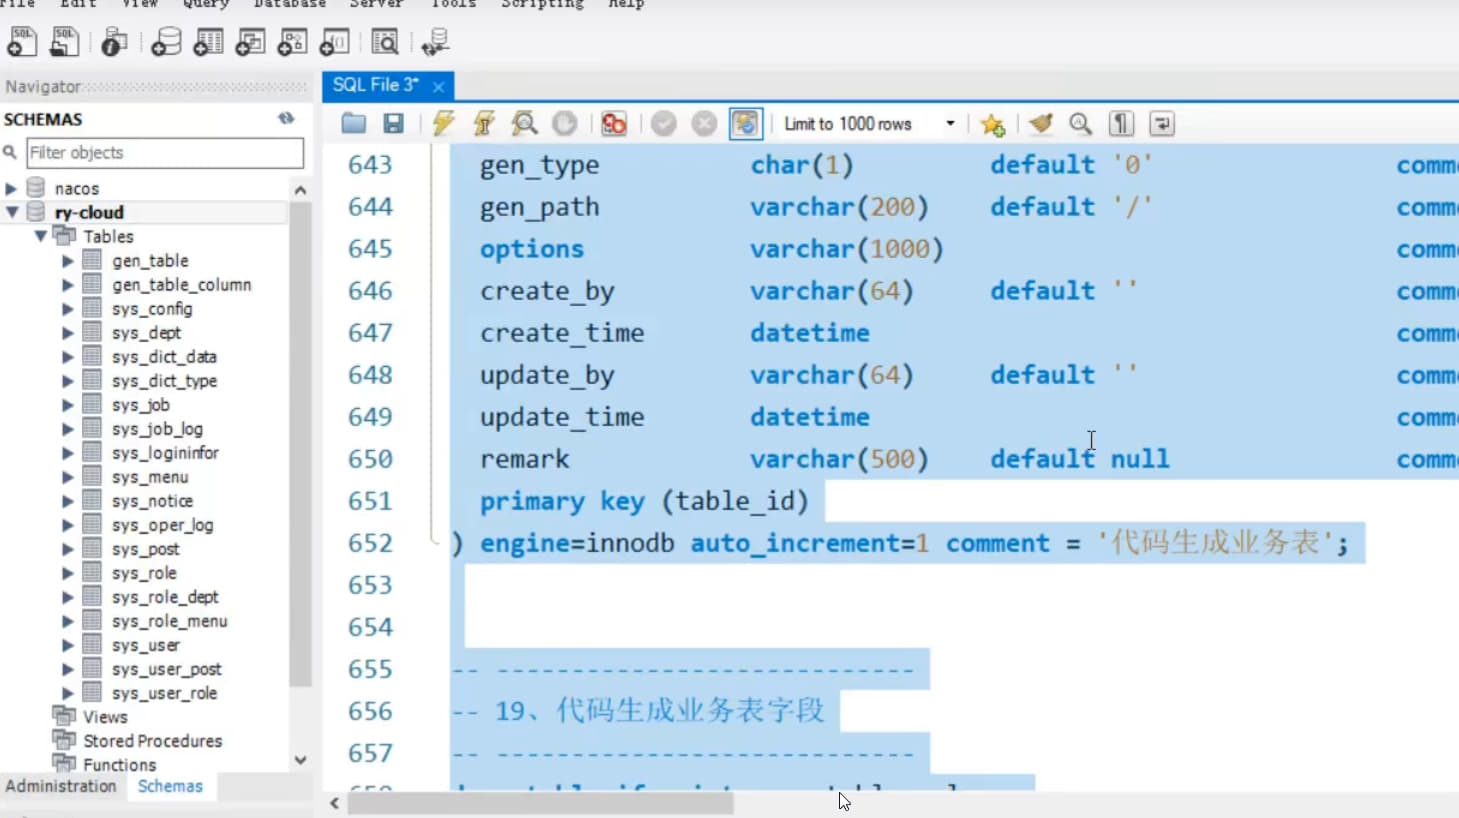 File Edit View Query Database Server Tools Scripting Help
SQL SQL
Navigator
SQL File 3* ×
SCHEMAS
Limit to 1000 rows
Filter objects
nacos
ry-cloud
Tables
gen_table
gen_table_column
sys_config
sys_dept
sys_dict_data
sys_dict_type
sys_job
sys_job_log
sys_logininfor
sys_menu
sys_notice
sys_oper_log
sys_post
sys_role
sys_role_dept
sys_role_menu
sys_user
sys_user_post
sys_user_role
Views
Stored Procedures
Functions
Administration Schemas
643 gen_type char(1) default '0' comm
644 gen_path varchar(200) default '/' comm
645 options varchar(1000) comm
646 create_by varchar(64) default '' comm
647 create_time datetime comm
648 update_by varchar(64) default '' comm
649 update_time datetime comm
650 remark varchar(500) default null comm
651 primary key (table_id)
652 ) engine=innodb auto_increment=1 comment = '代码生成业务表';
653
654
655 -- ----------------------------
656 -- 19、代码生成业务表字段
657 -- ----------------------------